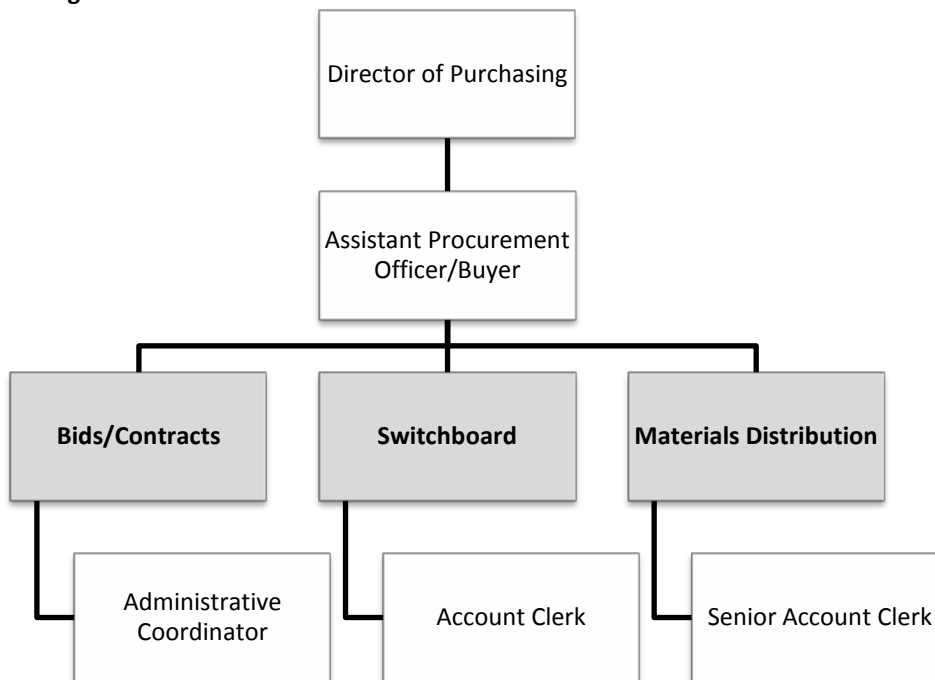 Director of Purchasing
Assistant Procurement
Officer/Buyer
Bids/Contracts
Switchboard
Materials Distribution
Administrative
Coordinator
Account Clerk
Senior Account Clerk